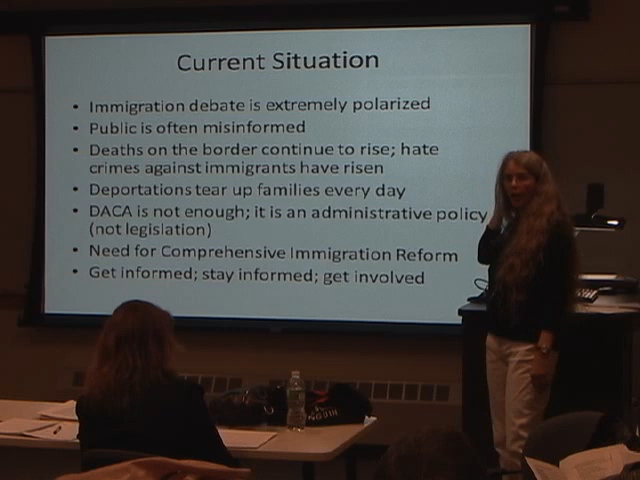 Current Situation
• Immigration debate is extremely polarized
• Public is often misinformed
• Deaths on the border continue to rise; hate
crimes against immigrants have risen
• Deportations tear up families every day
• DACA is not enough; it is an administrative policy
(not legislation)
• Need for Comprehensive Immigration Reform
• Get informed; stay informed; get involved